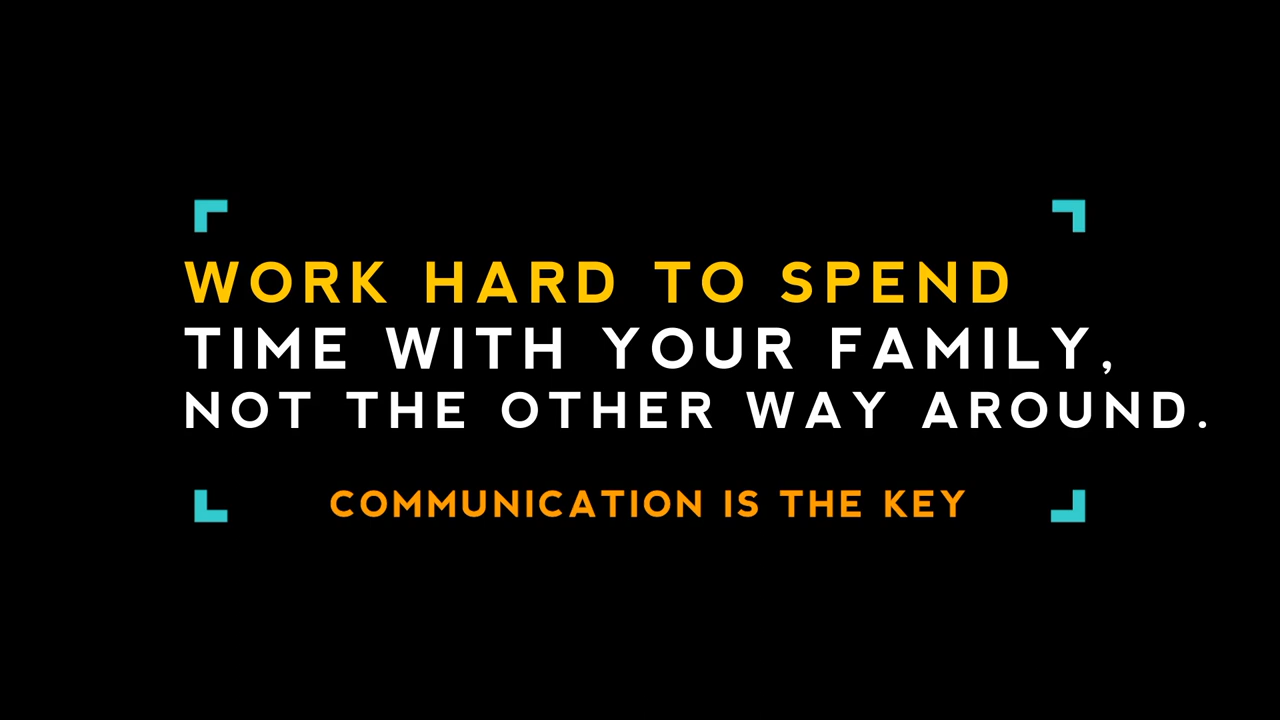 WORK HARD TO SPEND
TIME WITH YOUR FAMILY,
NOT THE OTHER WAY AROUND.
COMMUNICATION IS THE KEY